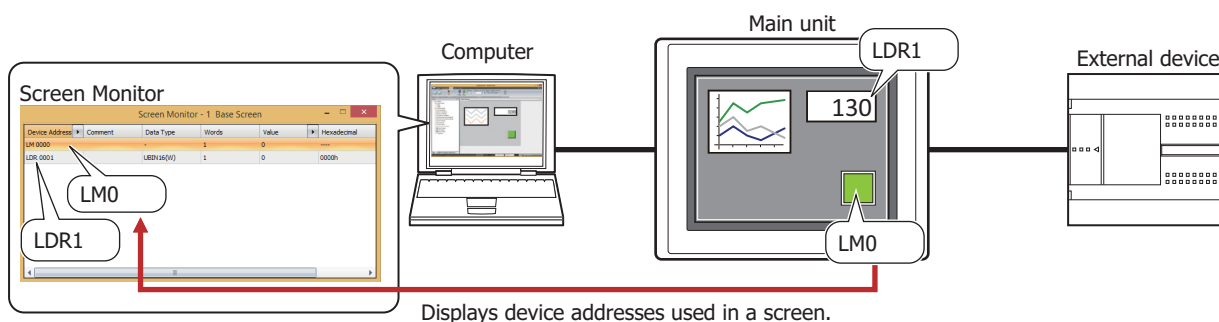 Main unit
Computer
LDR1
External device
Screen Monitor
Screen Monitor - 1 Base Screen
130
Device Address Comment Data Type Words Value Hexadecimal
LM 0000 - 1 0 ----
LDR 0001 UBIN16(W) 1 0 0000h
LM0
LDR1
LM0
Displays device addresses used in a screen.